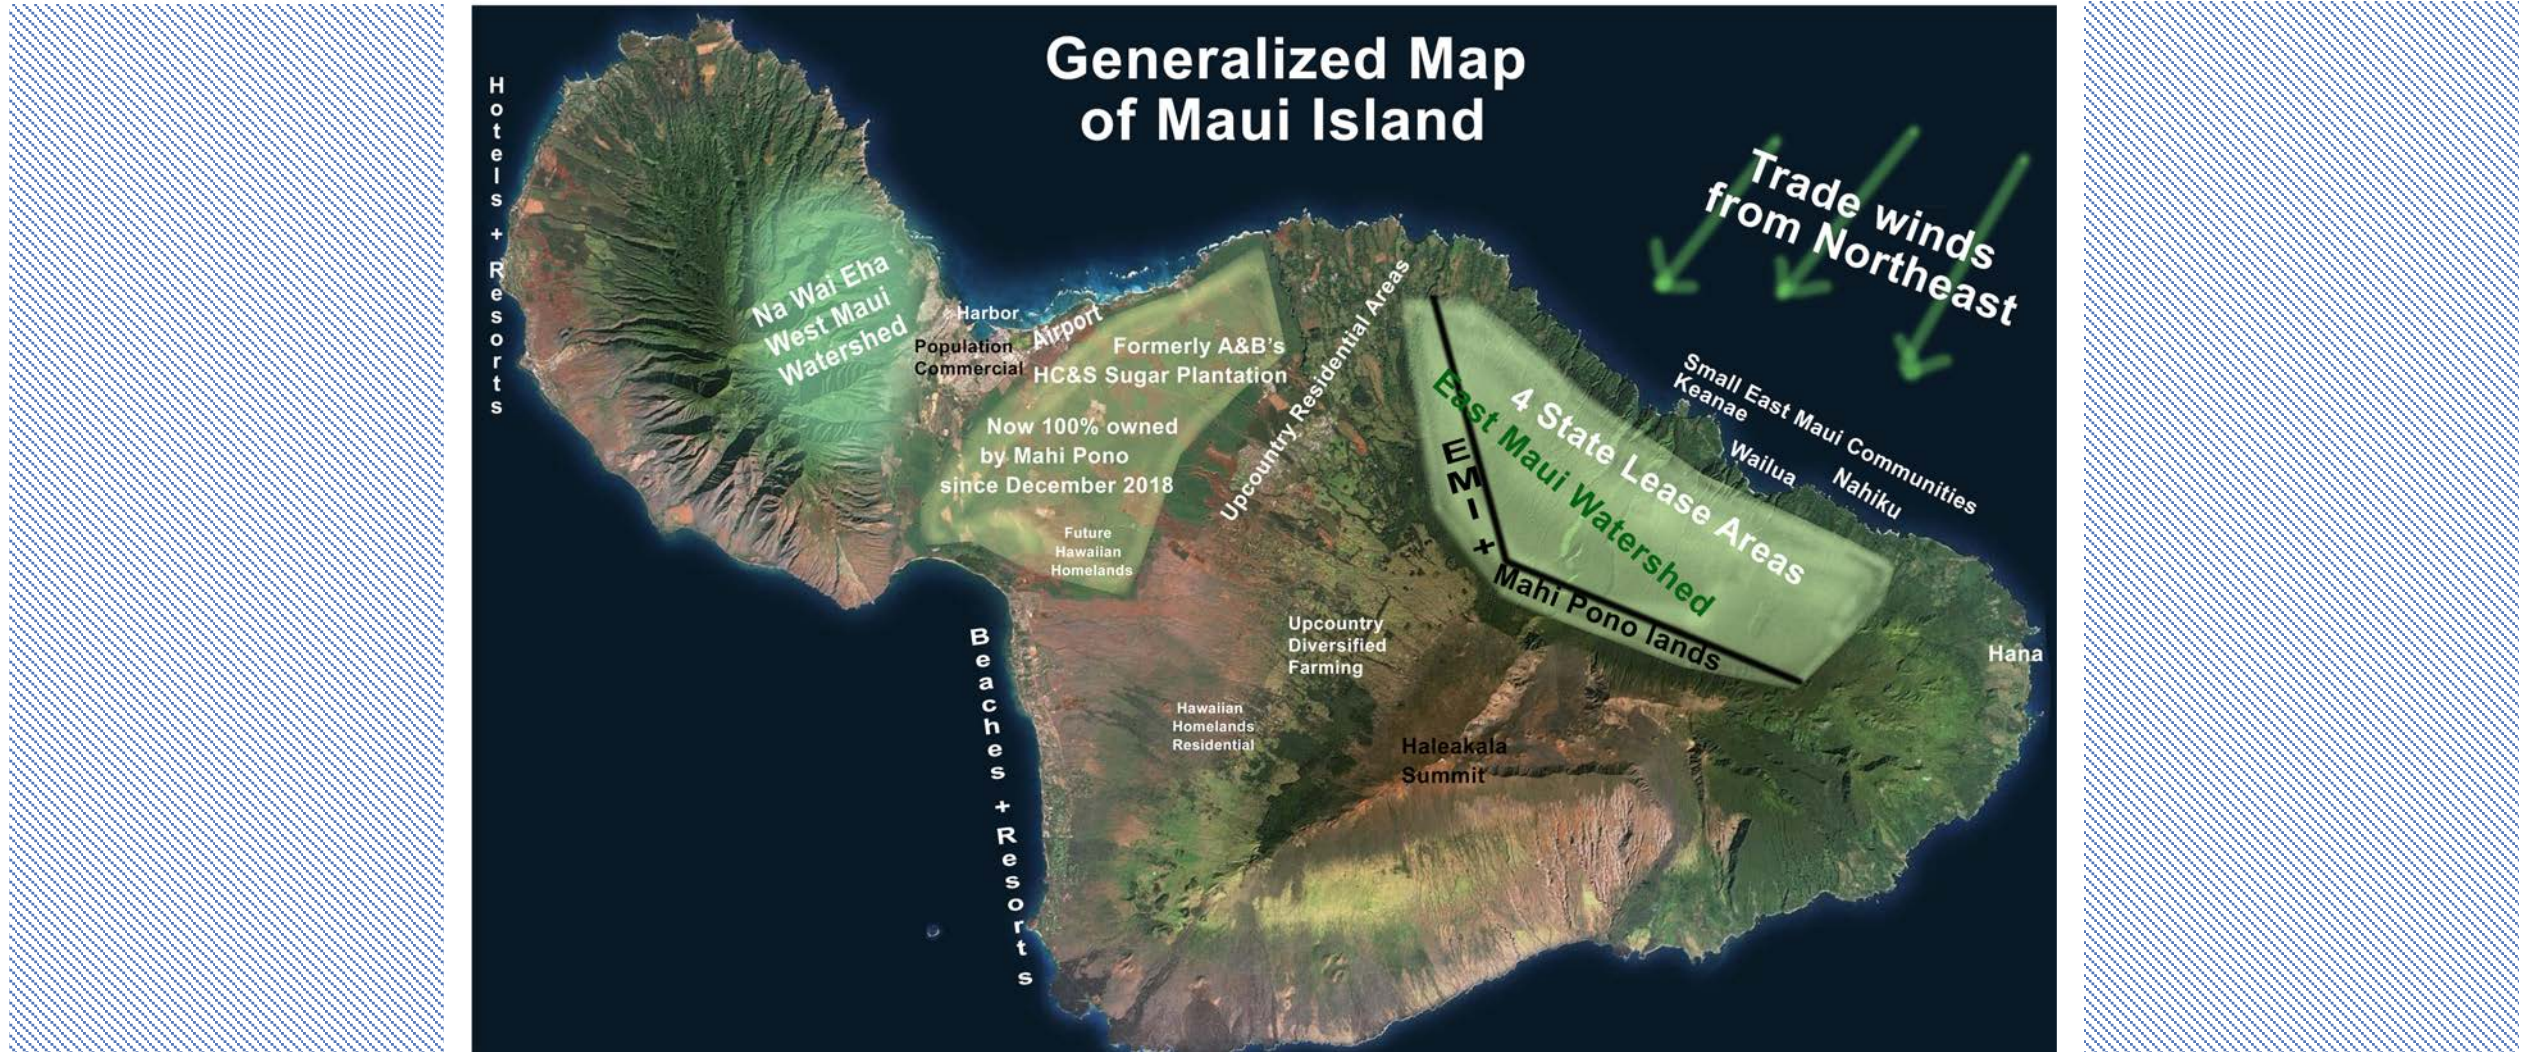 Generalized Map
of Maui Island
Hotels + Resorts
Trade winds
from Northeast
Na Wai Eha
West Maui
Watershed
Harbor
Airport
Population
Commercial
Formerly A&B's
HC&S Sugar Plantation
Now 100% owned
by Mahi Pono
since December 2018
Future
Hawaiian
Homelands
Upcountry Residential Areas
4 State Lease Areas
East Maui Watershed
EMI +
Mahi Pono lands
Small East Maui Communities
Keanae
Wailua
Nahiku
Hana
Beaches + Resorts
Upcountry
Diversified
Farming
Hawaiian
Homelands
Residential
Haleakala
Summit